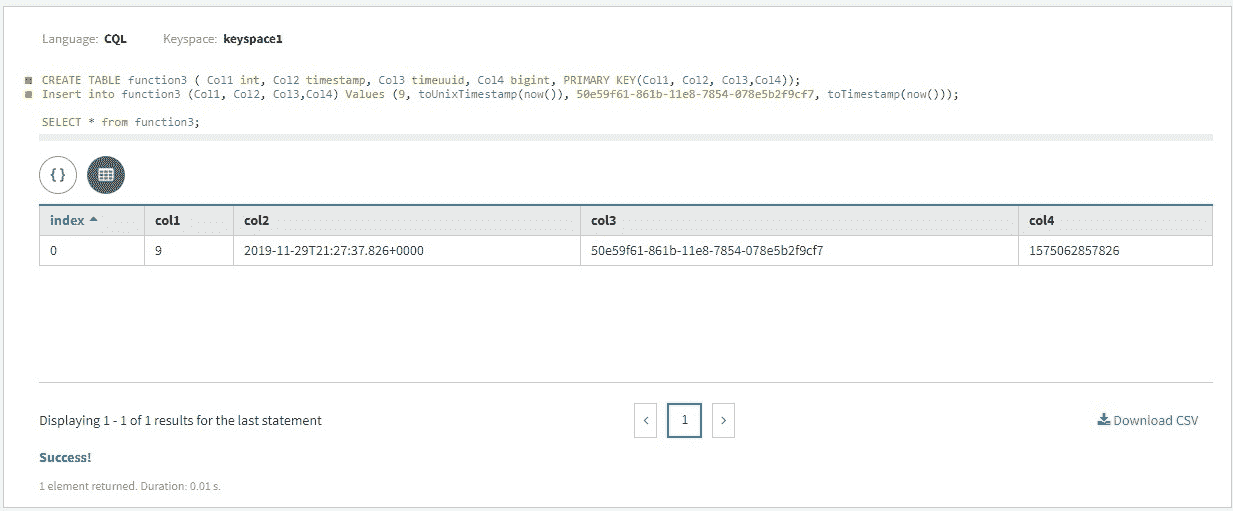 Language: CQL Keyspace: keyspace1
CREATE TABLE function3 ( Col1 int, Col2 timestamp, Col3 timeuuid, Col4 bigint, PRIMARY KEY(Col1, Col2, Col3,Col4));
Insert into function3 (Col1, Col2, Col3,Col4) Values (9, toUnixTimestamp(now()), 50e59f61-861b-11e8-7854-078e5b2f9cf7, toTimestamp(now()));
SELECT * from function3;
{ }
index col1 col2 col3 col4
0 9 2019-11-29T21:27:37.826+0000 50e59f61-861b-11e8-7854-078e5b2f9cf7 1575062857826
Displaying 1 - 1 of 1 results for the last statement < 1 > Download CSV
Success!
1 element returned. Duration: 0.01 s.